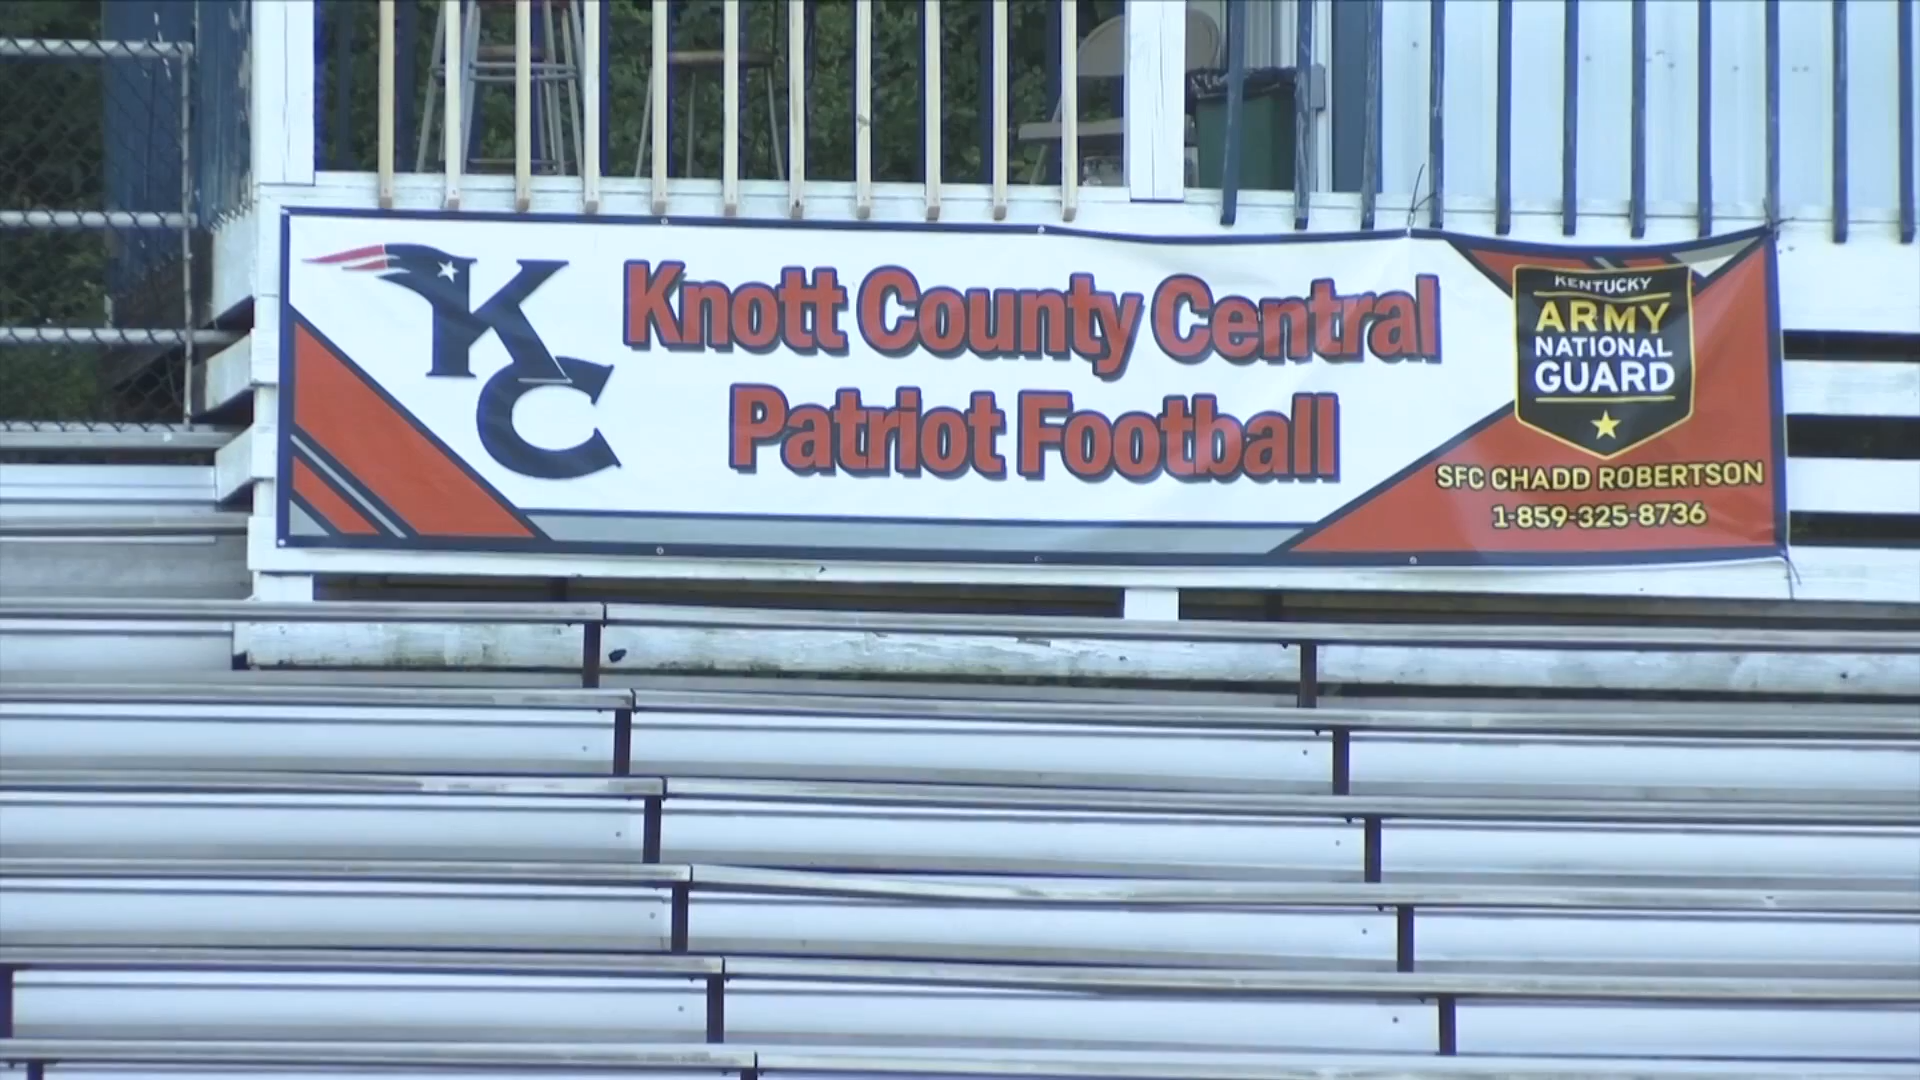 KC
Knott County Central
Patriot Football
KENTUCKY
ARMY
NATIONAL
GUARD
SFC CHADD ROBERTSON
1-859-325-8736